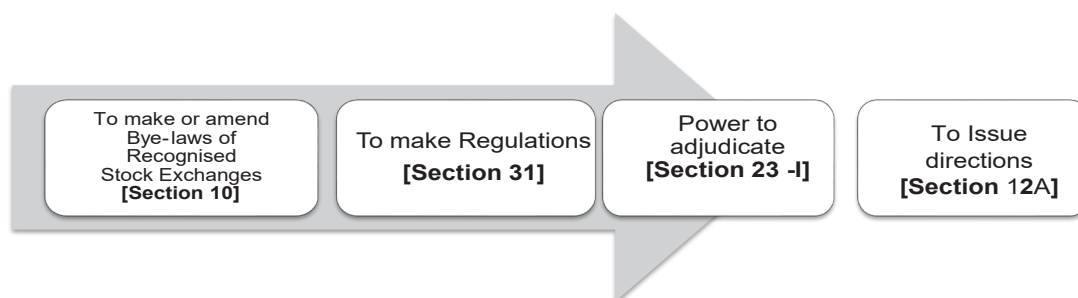 To make or amend
Bye-laws of
Recognised
Stock Exchanges
[Section 10]
To make Regulations
[Section 31]
Power to
adjudicate
[Section 23 -I]
To Issue
directions
[Section 12A]